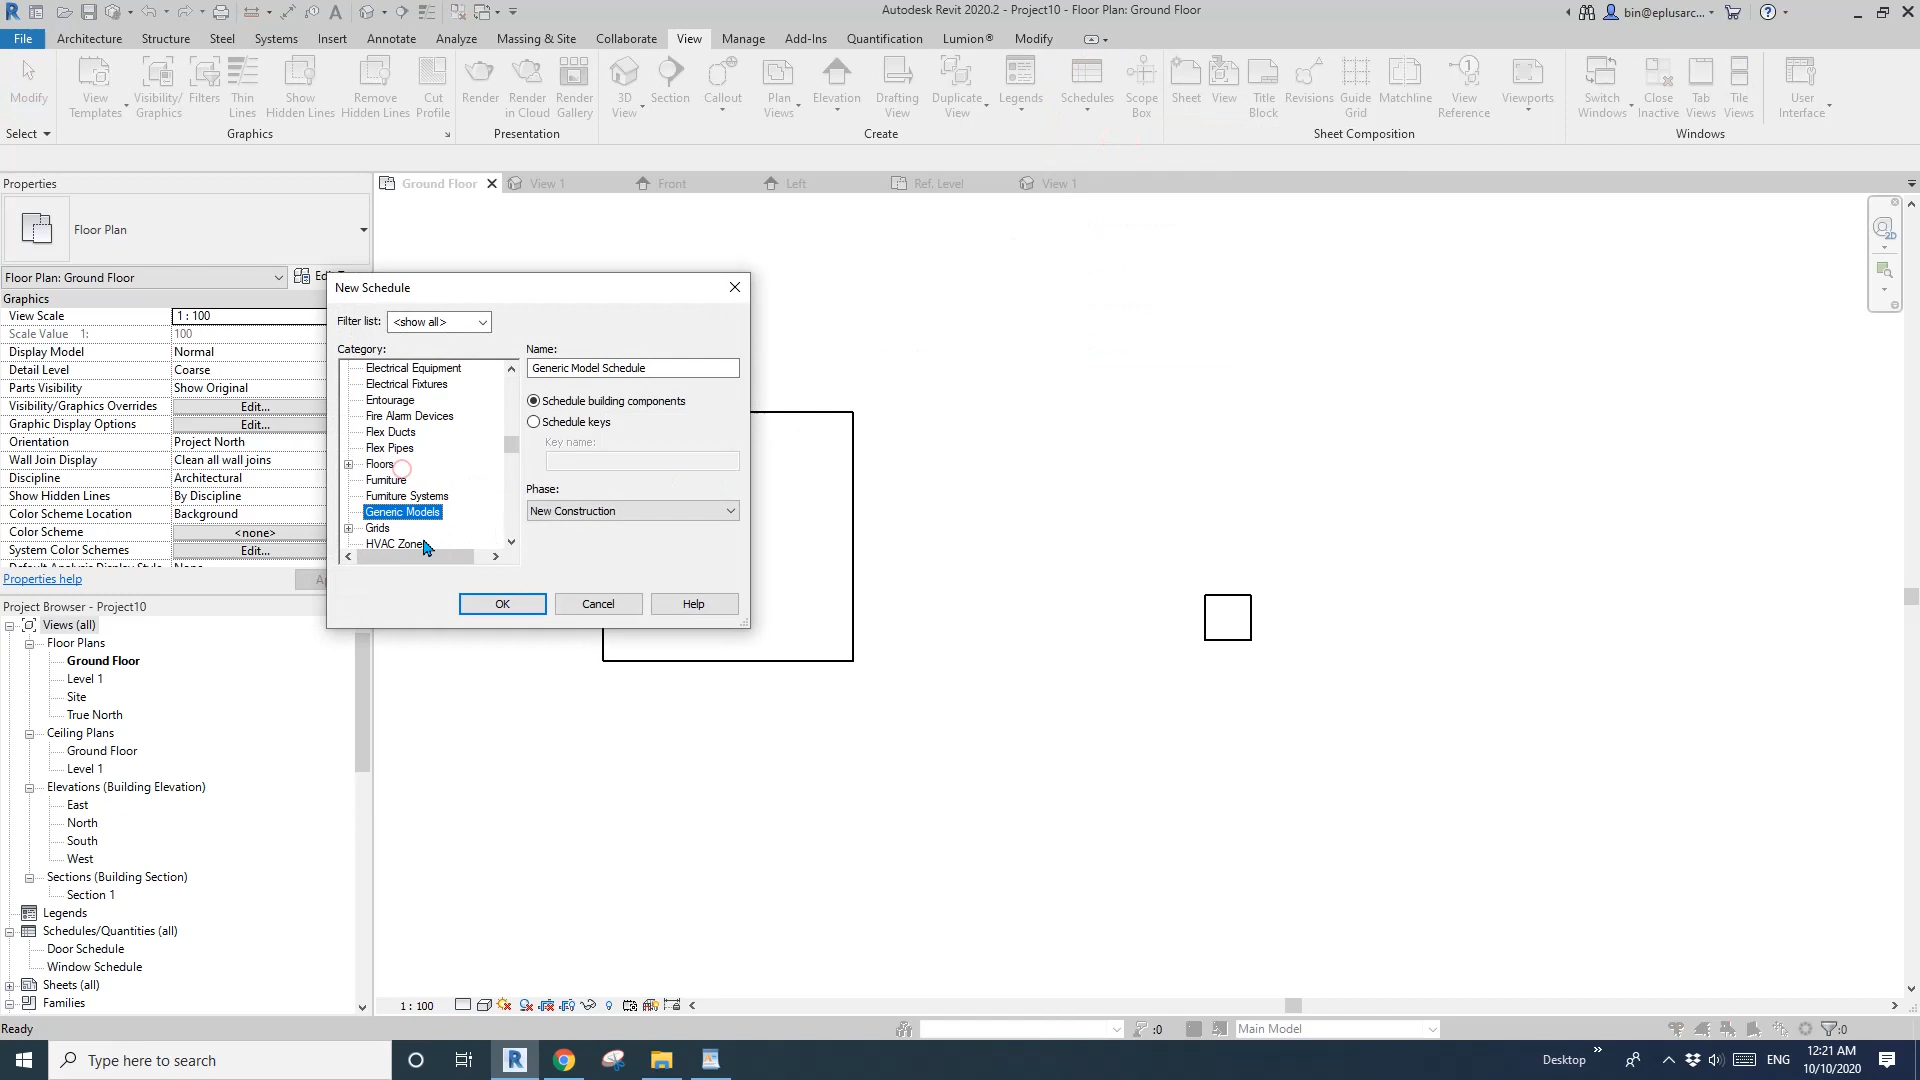 Autodesk Revit 2020.2 - Project10 - Floor Plan: Ground Floor
bin@eplusarc...
File Architecture Structure Steel Systems Insert Annotate Analyze Massing & Site Collaborate View Manage Add-Ins Quantification Lumion® Modify
Modify
View Templates
Visibility/ Graphics
Filters
Thin Lines
Show Hidden Lines
Remove Hidden Lines
Cut Profile
Render
Render in Cloud
Render Gallery
3D View
Section
Callout
Plan Views
Elevation
Drafting View
Duplicate View
Legends
Schedules
Scope Box
Sheet
View
Title Block
Revisions
Guide Grid
Matchline
View Reference
Viewports
Switch Windows
Close Inactive
Tab Views
Tile Views
User Interface
Select Graphics Presentation Create Sheet Composition Windows
Properties
Ground Floor View 1 Front Left Ref. Level View 1
Floor Plan
Floor Plan: Ground Floor
Graphics
View Scale 1 : 100
Scale Value 1: 100
Display Model Normal
Detail Level Coarse
Parts Visibility Show Original
Visibility/Graphics Overrides Edit...
Graphic Display Options Edit...
Orientation Project North
Wall Join Display Clean all wall joins
Discipline Architectural
Show Hidden Lines By Discipline
Color Scheme Location Background
Color Scheme <none>
System Color Schemes Edit...
Properties help
New Schedule
Filter list: <show all>
Category:
Electrical Equipment
Electrical Fixtures
Entourage
Fire Alarm Devices
Flex Ducts
Flex Pipes
Floors
Furniture
Furniture Systems
Generic Models
Grids
HVAC Zone
Name:
Generic Model Schedule
Schedule building components
Schedule keys
Key name:
Phase:
New Construction
OK Cancel Help
Project Browser - Project10
Views (all)
Floor Plans
Ground Floor
Level 1
Site
True North
Ceiling Plans
Ground Floor
Level 1
Elevations (Building Elevation)
East
North
South
West
Sections (Building Section)
Section 1
Legends
Schedules/Quantities (all)
Door Schedule
Window Schedule
Sheets (all)
Families
1 : 100
Ready
:0
Main Model
:0
Type here to search
Desktop
ENG
12:21 AM
10/10/2020